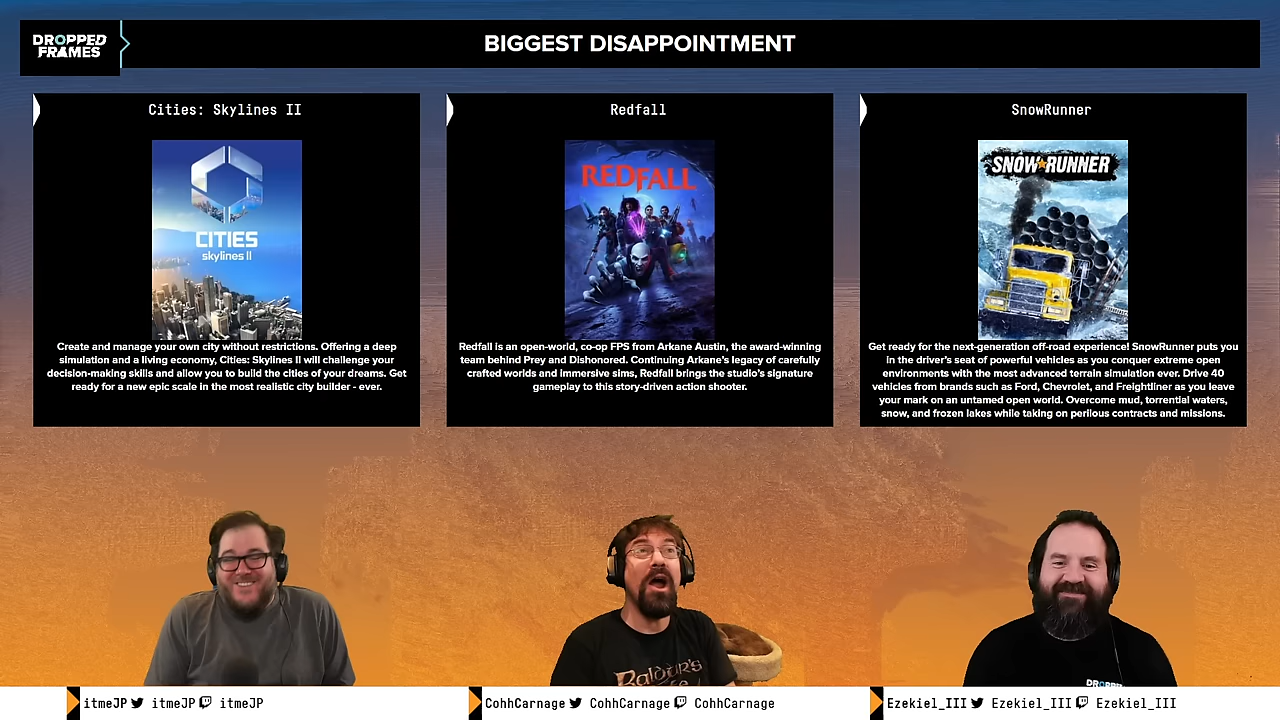 DROPPED
FRAMES
BIGGEST DISAPPOINTMENT
Cities: Skylines II
CITIES
skylines II
Create and manage your own city without restrictions. Offering a deep
simulation and a living economy, Cities: Skylines II will challenge your
decision-making skills and allow you to build the cities of your dreams. Get
ready for a new epic scale in the most realistic city builder - ever.
Redfall
REDFALL
Redfall is an open-world, co-op FPS from Arkane Austin, the award-winning
team behind Prey and Dishonored. Continuing Arkane's legacy of carefully
crafted worlds and immersive sims, Redfall brings the studio's signature
gameplay to this story-driven action shooter.
SnowRunner
SNOWRUNNER
Get ready for the next-generation off-road experience! SnowRunner puts you
in the driver's seat of powerful vehicles as you conquer extreme open
environments with the most advanced terrain simulation ever. Drive 40
vehicles from brands such as Ford, Chevrolet, and Freightliner as you leave
your mark on an untamed open world. Overcome mud, torrential waters,
snow, and frozen lakes while taking on perilous contracts and missions.
Baldur's
itmeJP itmeJP itmeJP
CohhCarnage CohhCarnage CohhCarnage
Ezekiel_III Ezekiel_III Ezekiel_III